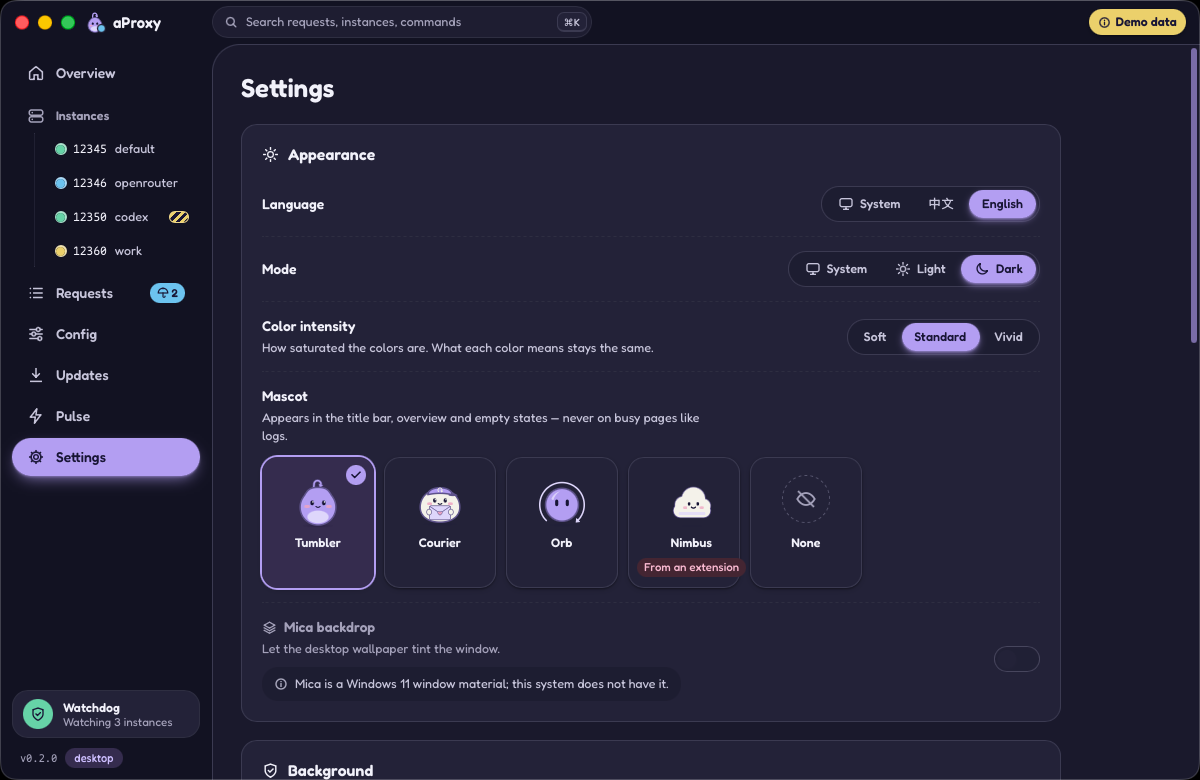 aProxy
Search requests, instances, commands
⌘K
Demo data
Overview
Instances
12345 default
12346 openrouter
12350 codex
12360 work
Requests
2
Config
Updates
Pulse
Settings
Watchdog
Watching 3 instances
v0.2.0 desktop
Settings
Appearance
Language
System 中文 English
Mode
System Light Dark
Color intensity
How saturated the colors are. What each color means stays the same.
Soft Standard Vivid
Mascot
Appears in the title bar, overview and empty states — never on busy pages like
logs.
Tumbler Courier Orb Nimbus None
From an extension
Mica backdrop
Let the desktop wallpaper tint the window.
Mica is a Windows 11 window material; this system does not have it.
Background